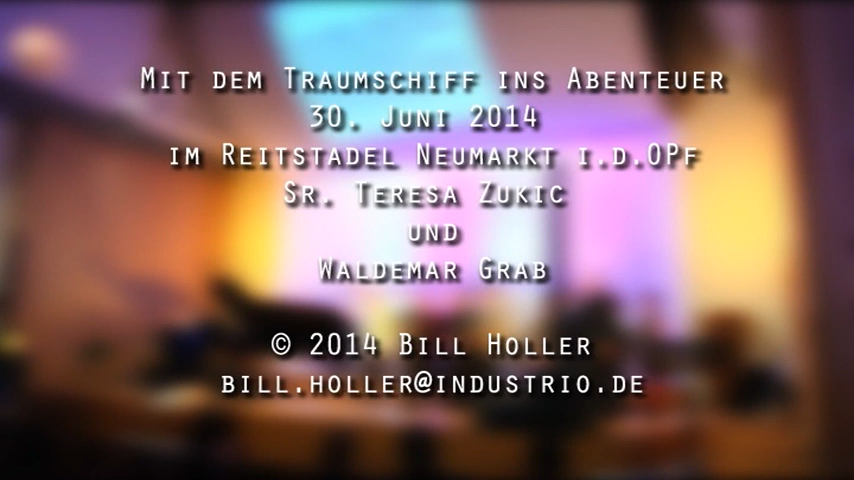 Mit dem Traumschiff ins Abenteuer
30. Juni 2014
im Reitstadel Neumarkt i.d.OPf
Sr. Teresa Zukic
und
Waldemar Grab
© 2014 Bill Holler
bill.holler@industrio.de